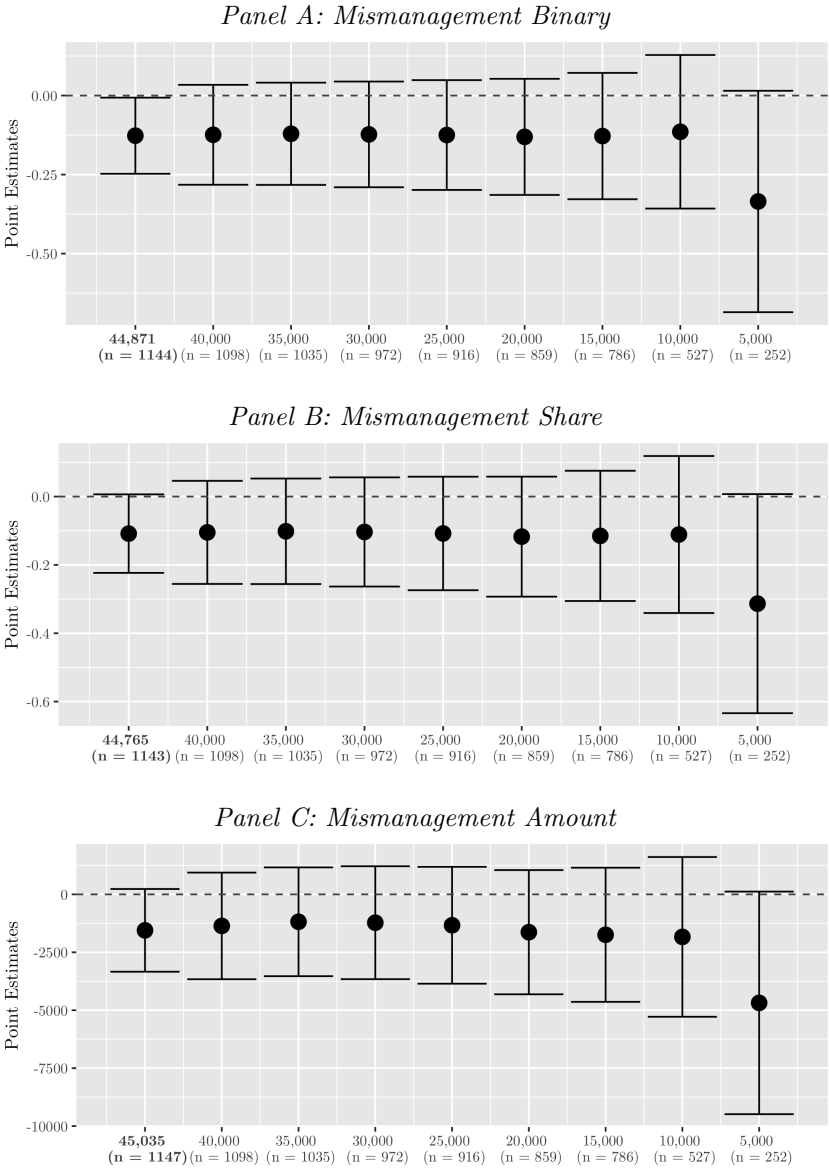 Panel A: Mismanagement Binary
0.00
-0.25
-0.50
Point Estimates
44,871 40,000 35,000 30,000 25,000 20,000 15,000 10,000 5,000
(n = 1144) (n = 1098) (n = 1035) (n = 972) (n = 916) (n = 859) (n = 786) (n = 527) (n = 252)
Panel B: Mismanagement Share
0.0
-0.2
-0.4
-0.6
Point Estimates
44,765 40,000 35,000 30,000 25,000 20,000 15,000 10,000 5,000
(n = 1143) (n = 1098) (n = 1035) (n = 972) (n = 916) (n = 859) (n = 786) (n = 527) (n = 252)
Panel C: Mismanagement Amount
0
-2500
-5000
-7500
-10000
Point Estimates
45,035 40,000 35,000 30,000 25,000 20,000 15,000 10,000 5,000
(n = 1147) (n = 1098) (n = 1035) (n = 972) (n = 916) (n = 859) (n = 786) (n = 527) (n = 252)